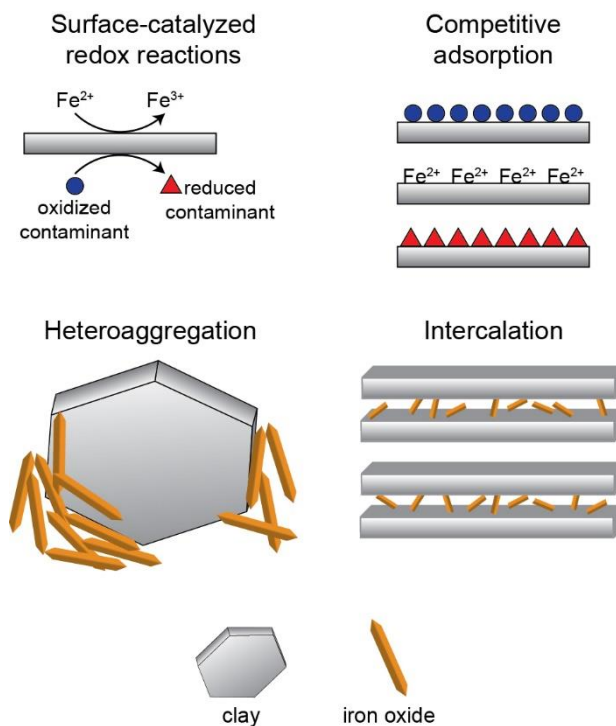 Surface-catalyzed
redox reactions
Fe²⁺ Fe³⁺
oxidized
contaminant
reduced
contaminant
Competitive
adsorption
Fe²⁺ Fe²⁺ Fe²⁺ Fe²⁺
Heteroaggregation
Intercalation
clay
iron oxide